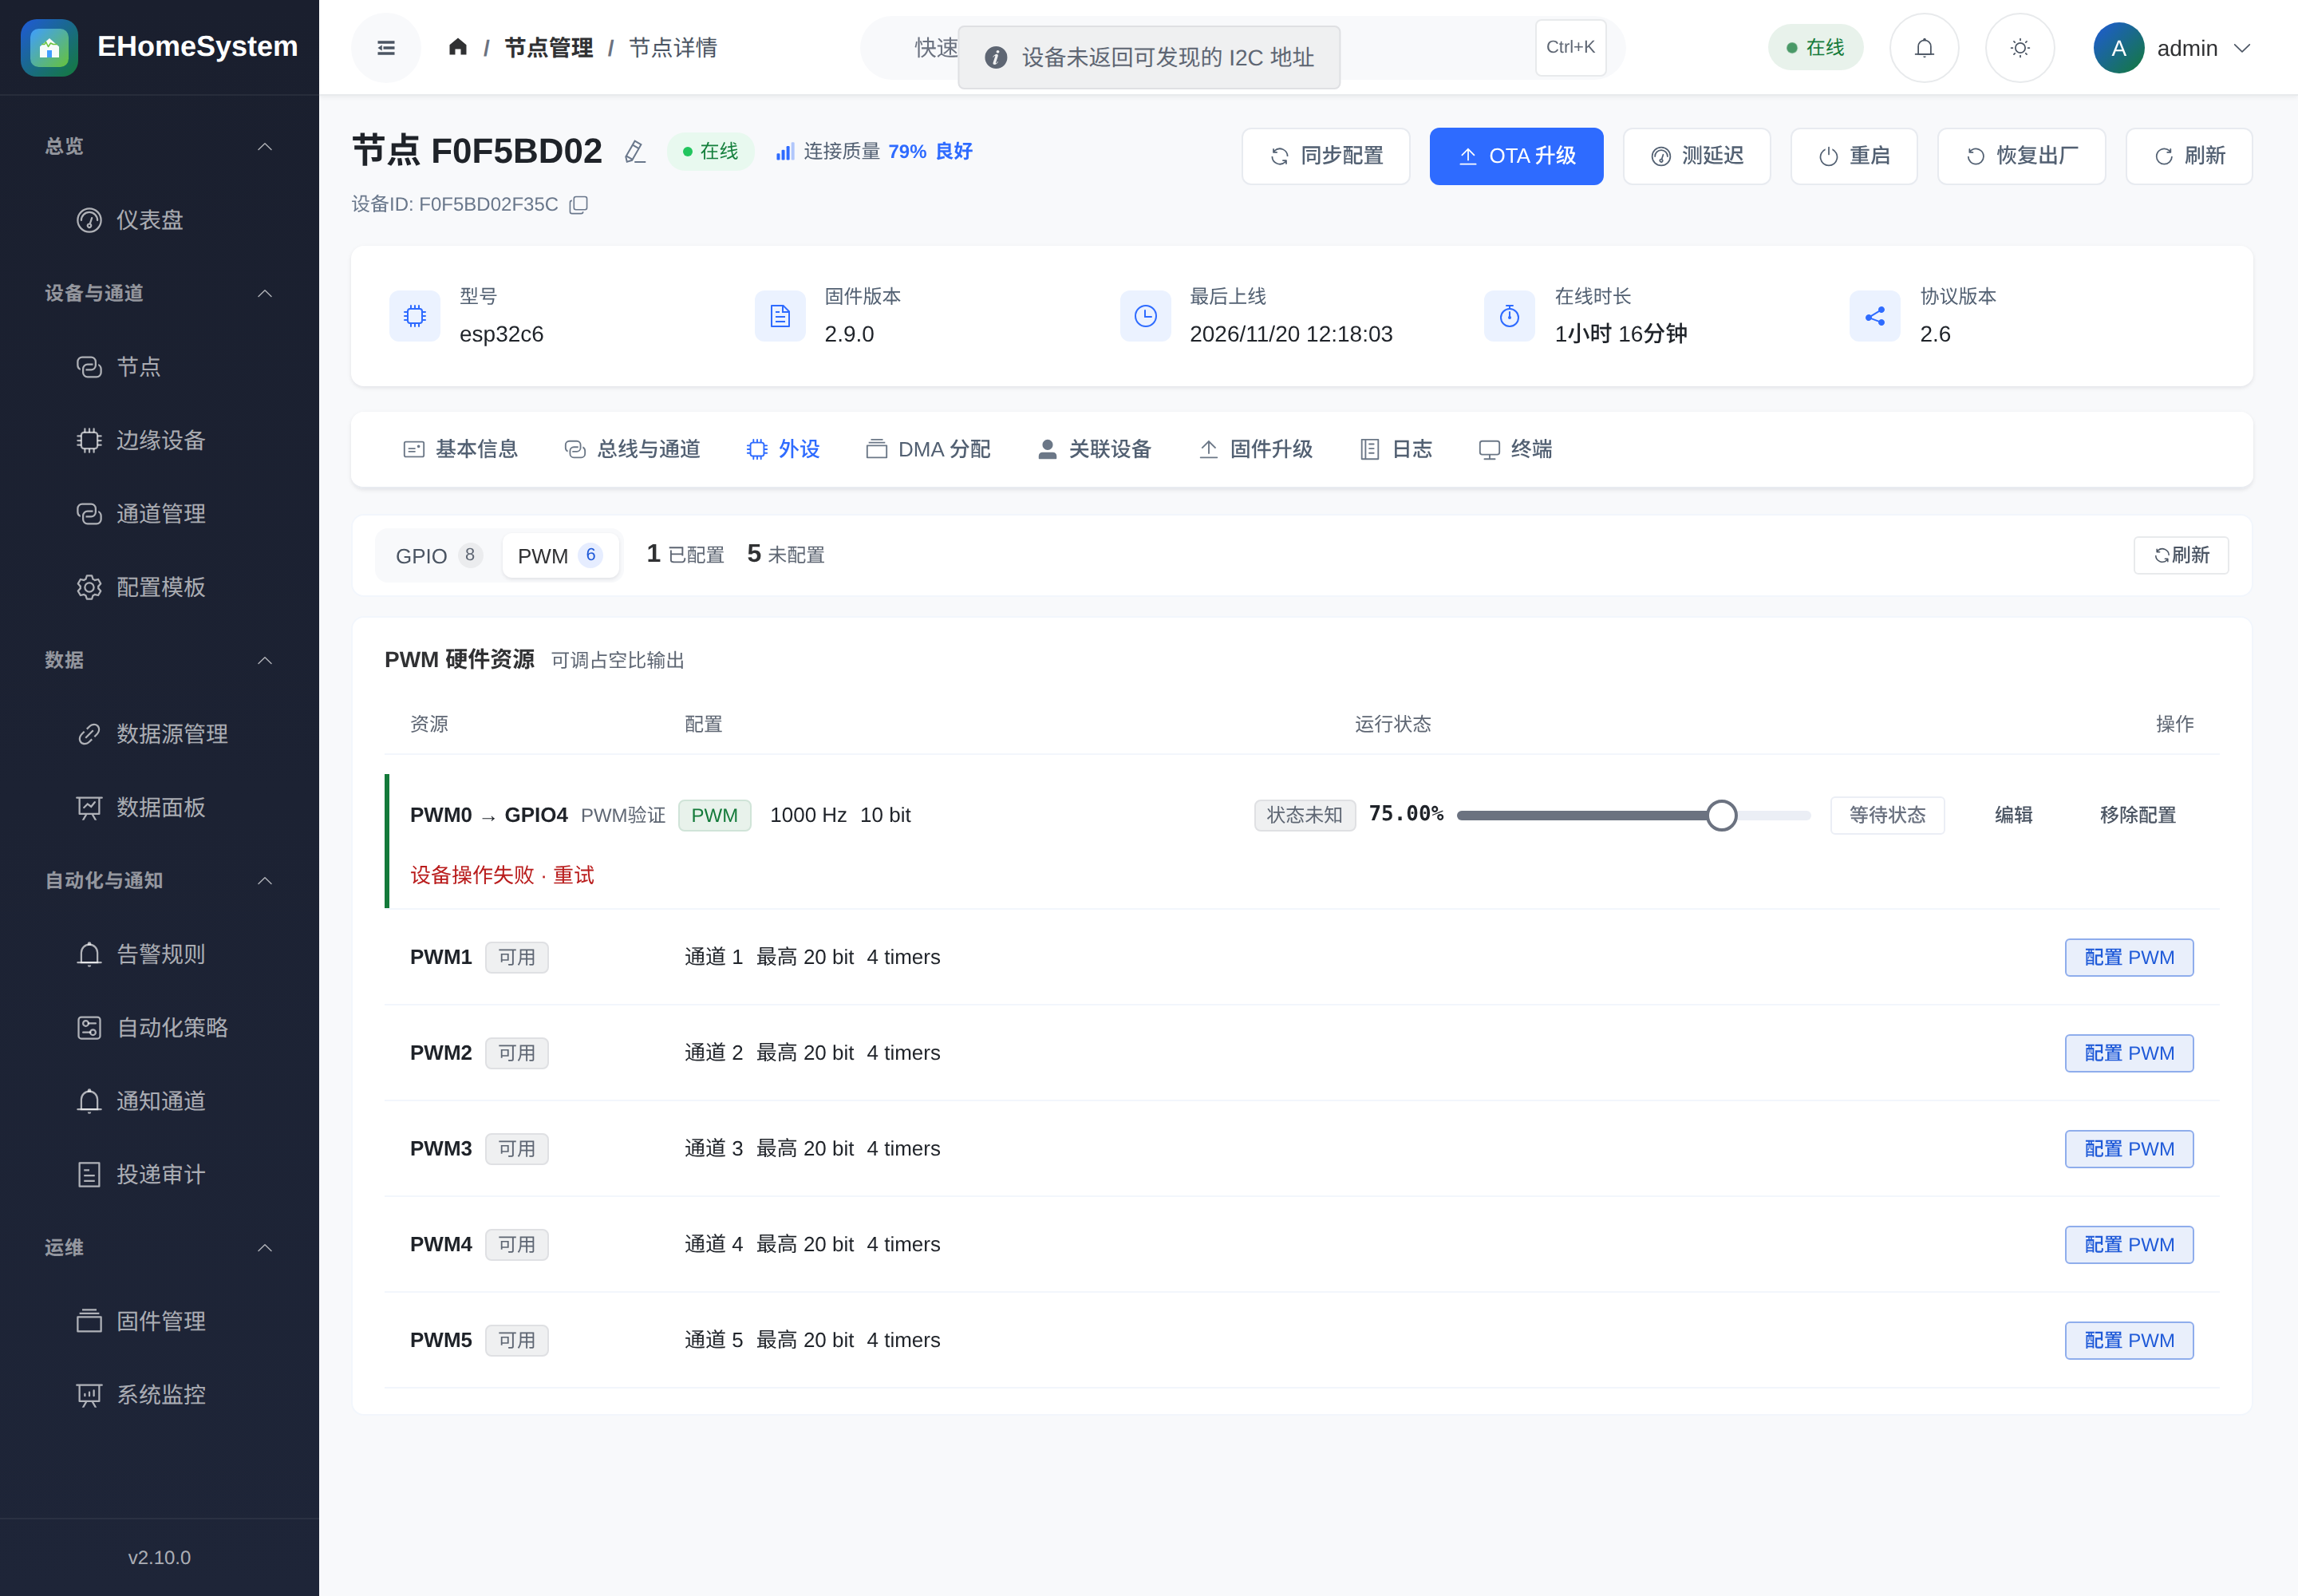 EHomeSystem
/ 节点管理 / 节点详情
快速
设备未返回可发现的 I2C 地址
Ctrl+K
在线
A
admin
总览
仪表盘
设备与通道
节点
边缘设备
通道管理
配置模板
数据
数据源管理
数据面板
自动化与通知
告警规则
自动化策略
通知通道
投递审计
运维
固件管理
系统监控
v2.10.0
节点 F0F5BD02 在线 连接质量 79% 良好
设备ID: F0F5BD02F35C
同步配置 OTA 升级 测延迟 重启 恢复出厂 刷新
型号
esp32c6
固件版本
2.9.0
最后上线
2026/11/20 12:18:03
在线时长
1小时 16分钟
协议版本
2.6
基本信息 总线与通道 外设 DMA 分配 关联设备 固件升级 日志 终端
GPIO 8 PWM 6 1 已配置 5 未配置 刷新
PWM 硬件资源 可调占空比输出
资源 配置 运行状态 操作
PWM0 → GPIO4 PWM验证 PWM 1000 Hz 10 bit 状态未知 75.00% 等待状态 编辑 移除配置
设备操作失败 · 重试
PWM1 可用 通道 1 最高 20 bit 4 timers 配置 PWM
PWM2 可用 通道 2 最高 20 bit 4 timers 配置 PWM
PWM3 可用 通道 3 最高 20 bit 4 timers 配置 PWM
PWM4 可用 通道 4 最高 20 bit 4 timers 配置 PWM
PWM5 可用 通道 5 最高 20 bit 4 timers 配置 PWM